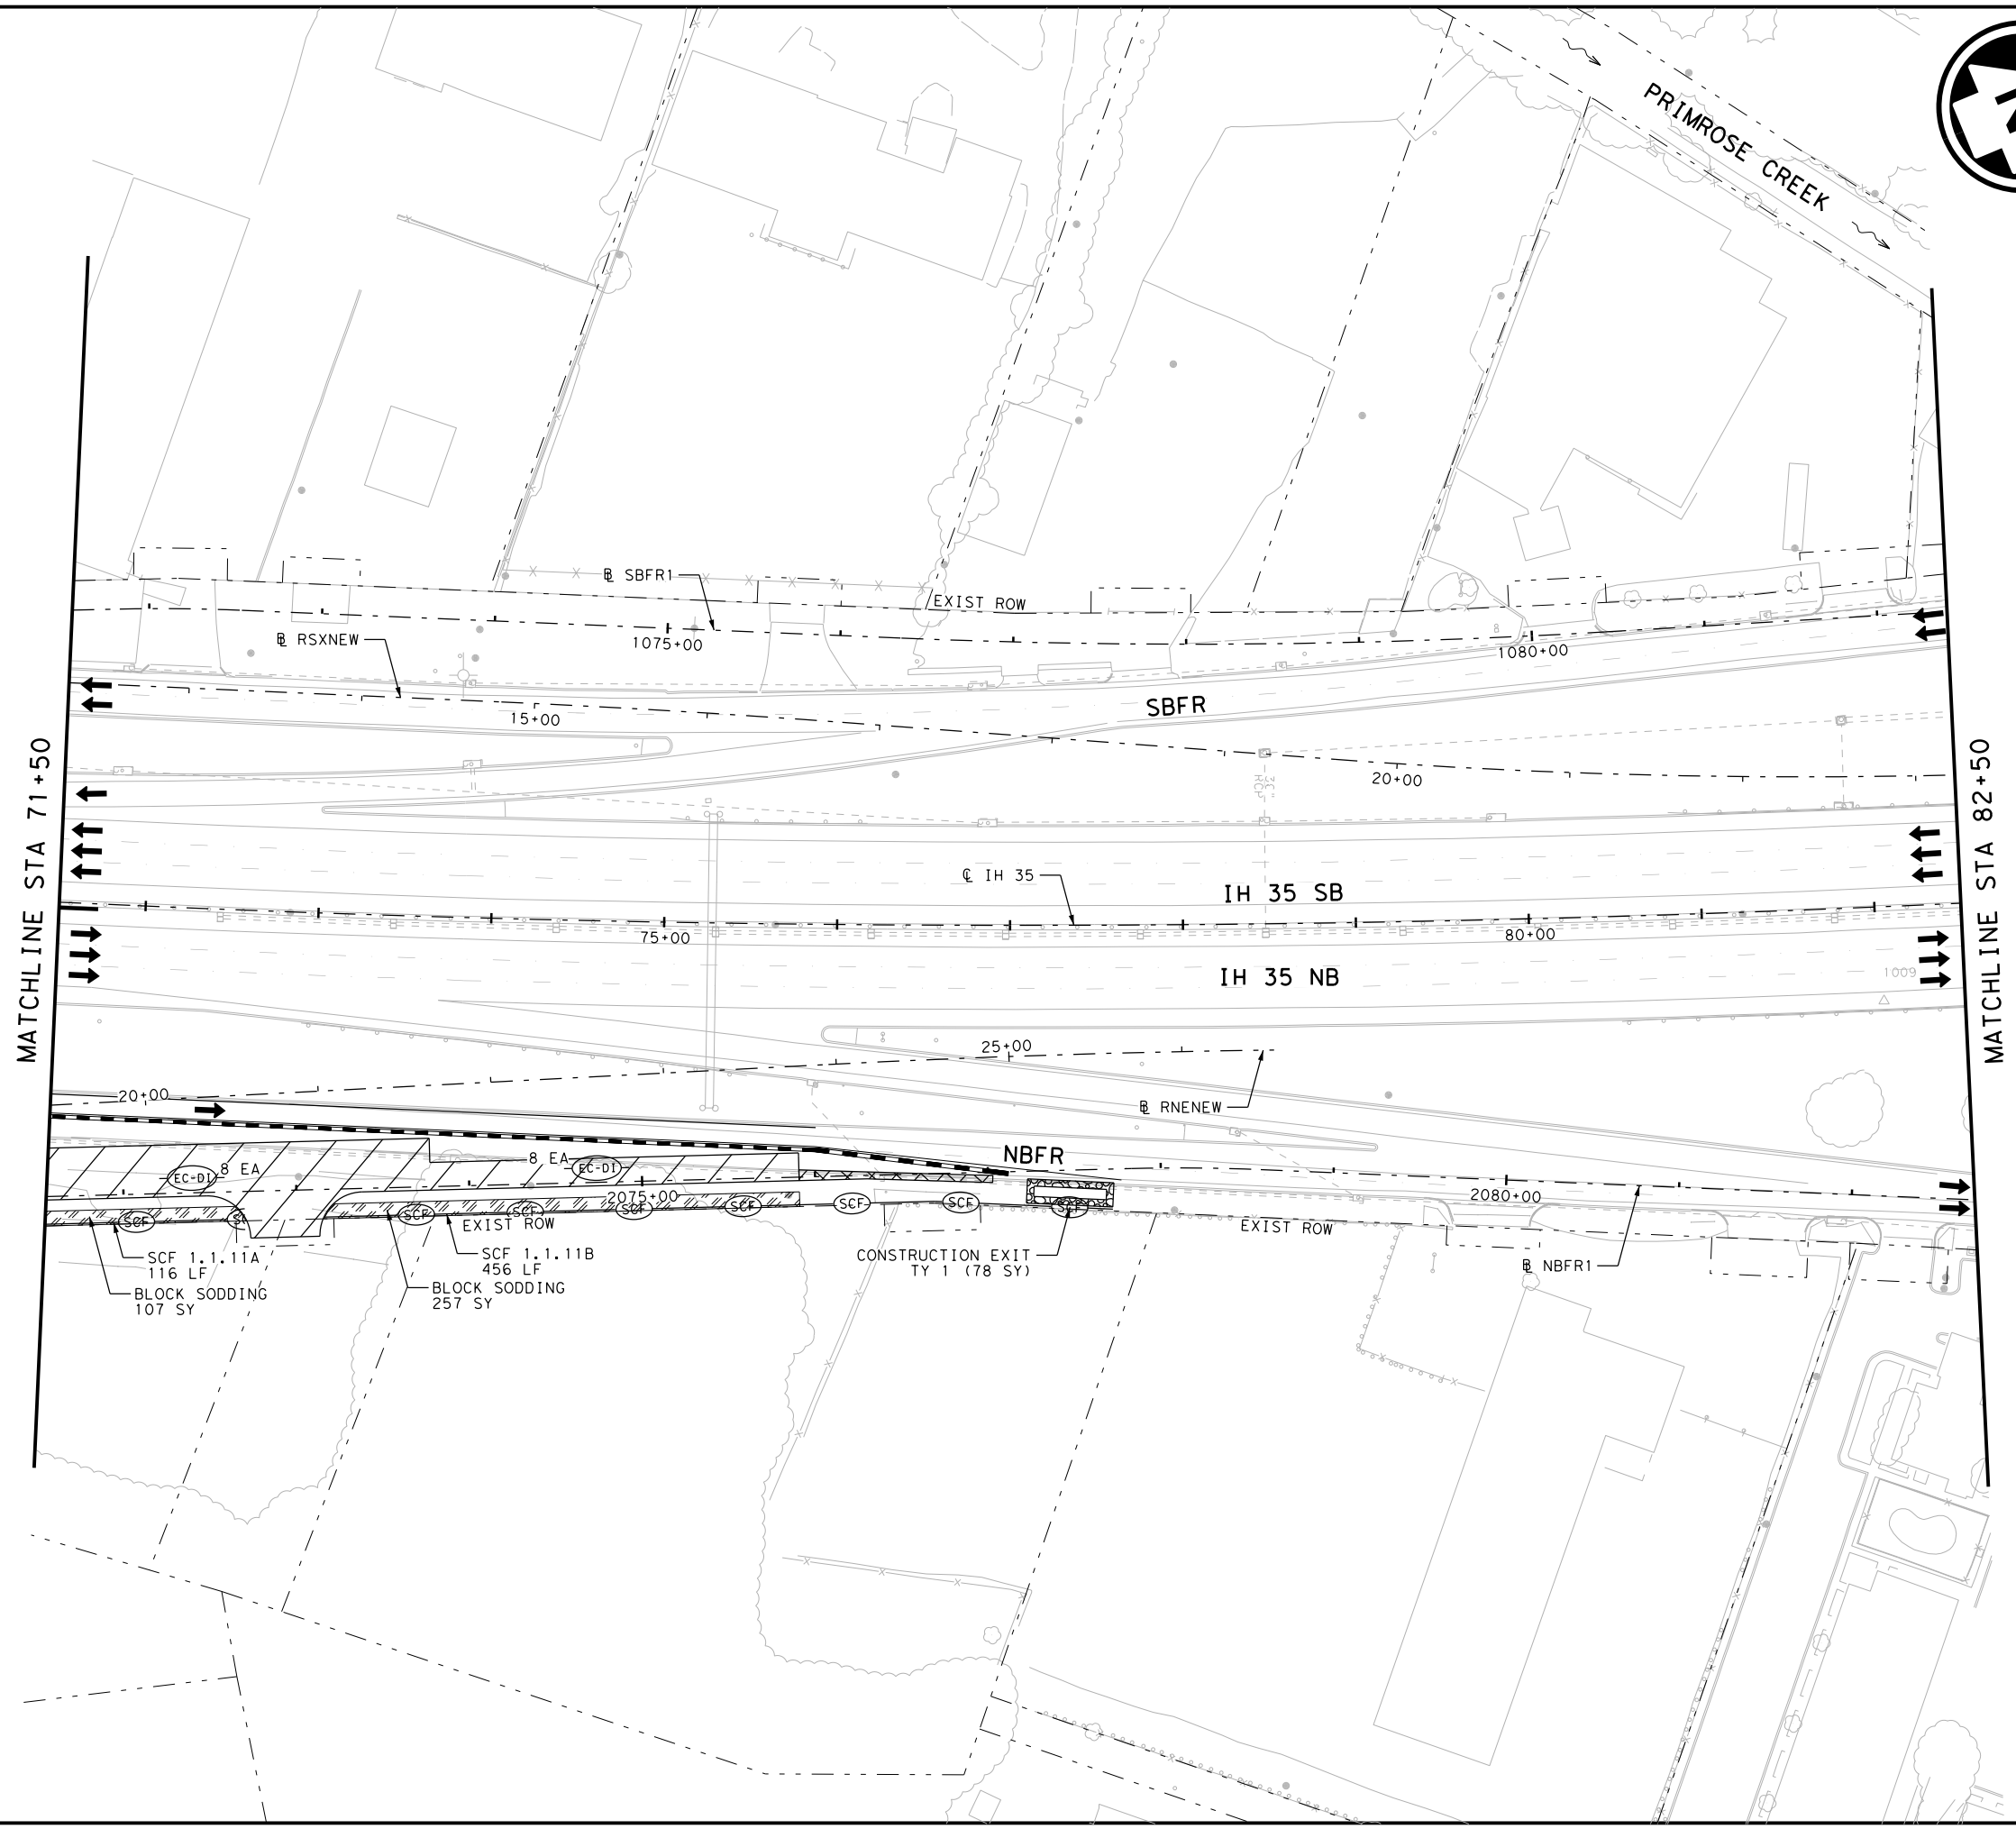 PRIMROSE CREEK
℄ SBFR1
EXIST ROW
℄ RSXNEW
1075+00
1080+00
8
15+00
SBFR
20+00
MATCHLINE STA 71+50
MATCHLINE STA 82+50
℄ IH 35
IH 35 SB
75+00
80+00
IH 35 NB
1009
25+00
20+00
℄ RNENEW
NBFR
8 EA
EC-DI
8 EA
EC-DI
2075+00
2080+00
SCF
SCF
SCF
SCF
SCF
SCF
SCF
SCF
EXIST ROW
EXIST ROW
SCF 1.1.11A
116 LF
SCF 1.1.11B
456 LF
CONSTRUCTION EXIT
TY 1 (78 SY)
℄ NBFR1
BLOCK SODDING
107 SY
BLOCK SODDING
257 SY